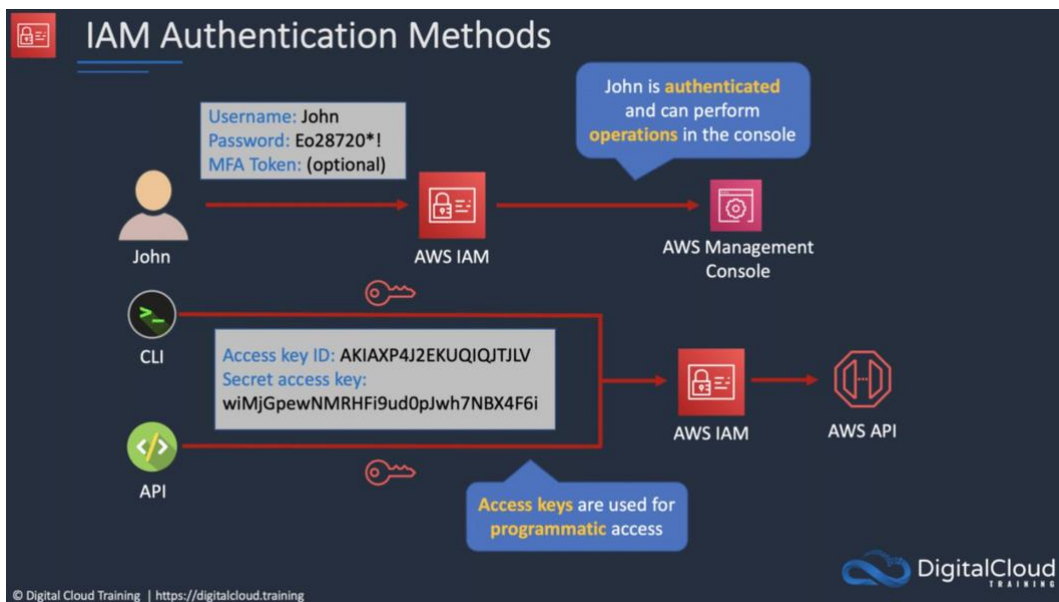 IAM Authentication Methods
Username: John
Password: Eo28720*!
MFA Token: (optional)
John is authenticated
and can perform
operations in the console
John
AWS IAM
AWS Management
Console
CLI
Access key ID: AKIAXP4J2EKUQIQJTJLV
Secret access key:
wiMjGpewNMRHFi9ud0pJwh7NBX4F6i
AWS IAM
AWS API
API
Access keys are used for
programmatic access
DigitalCloud
TRAINING
© Digital Cloud Training | https://digitalcloud.training